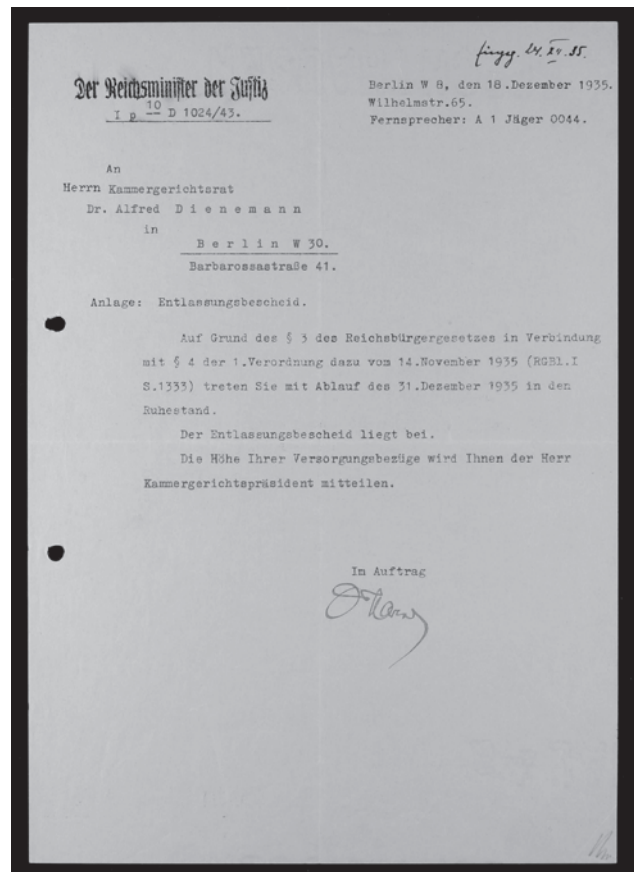 eingeg. 24. XII. 35.
Der Reichsminister der Justiz
Berlin W 8, den 18.Dezember 1935.
I p 10 D 1024/43.
Wilhelmstr.65.
Fernsprecher: A 1 Jäger 0044.
An
Herrn Kammergerichtsrat
Dr. Alfred Dienemann
in
Berlin W 30.
Barbarossastraße 41.
Anlage: Entlassungsbescheid.
Auf Grund des § 3 des Reichsbürgergesetzes in Verbindung
mit § 4 der 1.Verordnung dazu vom 14.November 1935 (RGBl.I
S.1333) treten Sie mit Ablauf des 31.Dezember 1935 in den
Ruhestand.
Der Entlassungsbescheid liegt bei.
Die Höhe Ihrer Versorgungsbezüge wird Ihnen der Herr
Kammergerichtspräsident mitteilen.
Im Auftrag